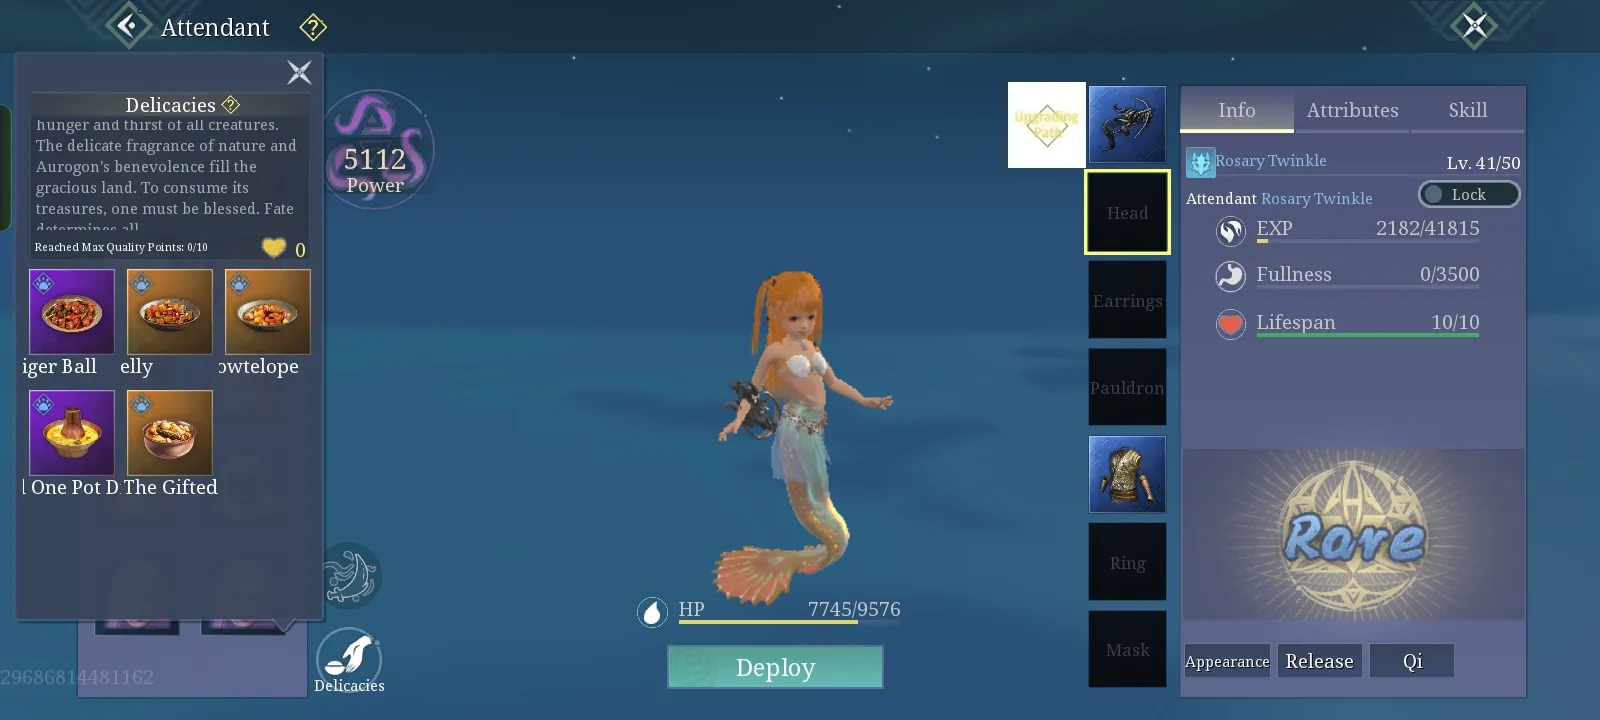 Attendant
Delicacies
hunger and thirst of all creatures.
The delicate fragrance of nature and
Aurogon's benevolence fill the
gracious land. To consume its
treasures, one must be blessed. Fate
determines all
Reached Max Quality Points: 0/10
0
iger Ball
elly
owtelope
l One Pot D
The Gifted
5112
Power
Delicacies
29686814481162
HP 7745/9576
Deploy
Upgrading
Path
Head
Earrings
Pauldron
Ring
Mask
Info
Attributes
Skill
Rosary Twinkle
Lv. 41/50
Attendant Rosary Twinkle
Lock
EXP 2182/41815
Fullness 0/3500
Lifespan 10/10
Rare
Appearance
Release
Qi